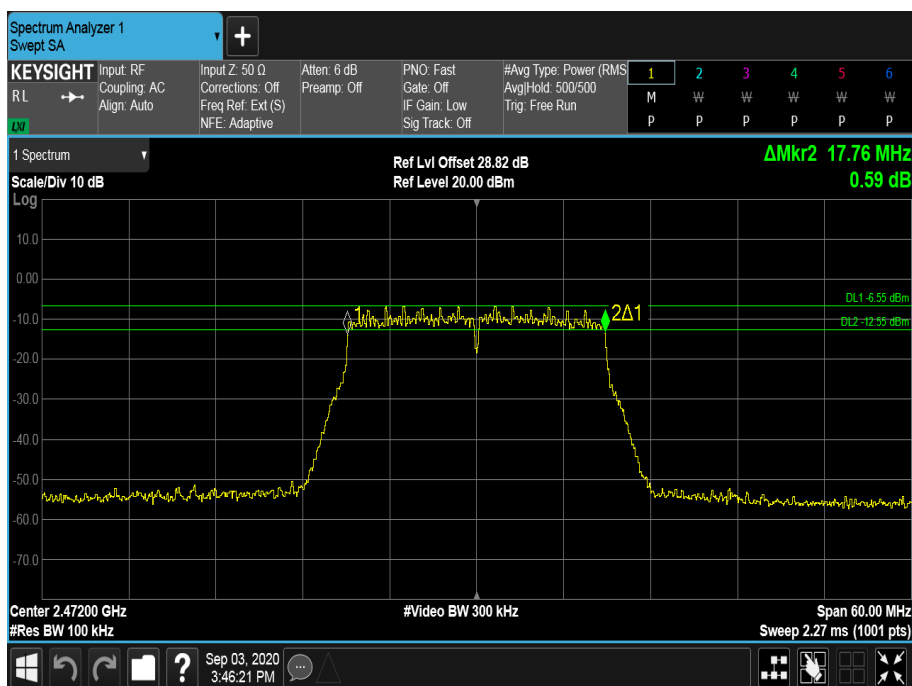 Spectrum Analyzer 1
Swept SA
+
KEYSIGHT
RL
LXI
Input: RF
Coupling: AC
Align: Auto
Input Z: 50 Ω
Corrections: Off
Freq Ref: Ext (S)
NFE: Adaptive
Atten: 6 dB
Preamp: Off
PNO: Fast
Gate: Off
IF Gain: Low
Sig Track: Off
#Avg Type: Power (RMS
Avg|Hold: 500/500
Trig: Free Run
1 2 3 4 5 6
M W W W W W
P P P P P P
1 Spectrum
Scale/Div 10 dB
Ref Lvl Offset 28.82 dB
Ref Level 20.00 dBm
ΔMkr2 17.76 MHz
0.59 dB
Log
10.0
0.00
-10.0
-20.0
-30.0
-40.0
-50.0
-60.0
-70.0
1
2Δ1
DL1 -6.55 dBm
DL2 -12.55 dBm
Center 2.47200 GHz
#Res BW 100 kHz
#Video BW 300 kHz
Span 60.00 MHz
Sweep 2.27 ms (1001 pts)
?
Sep 03, 2020
3:46:21 PM